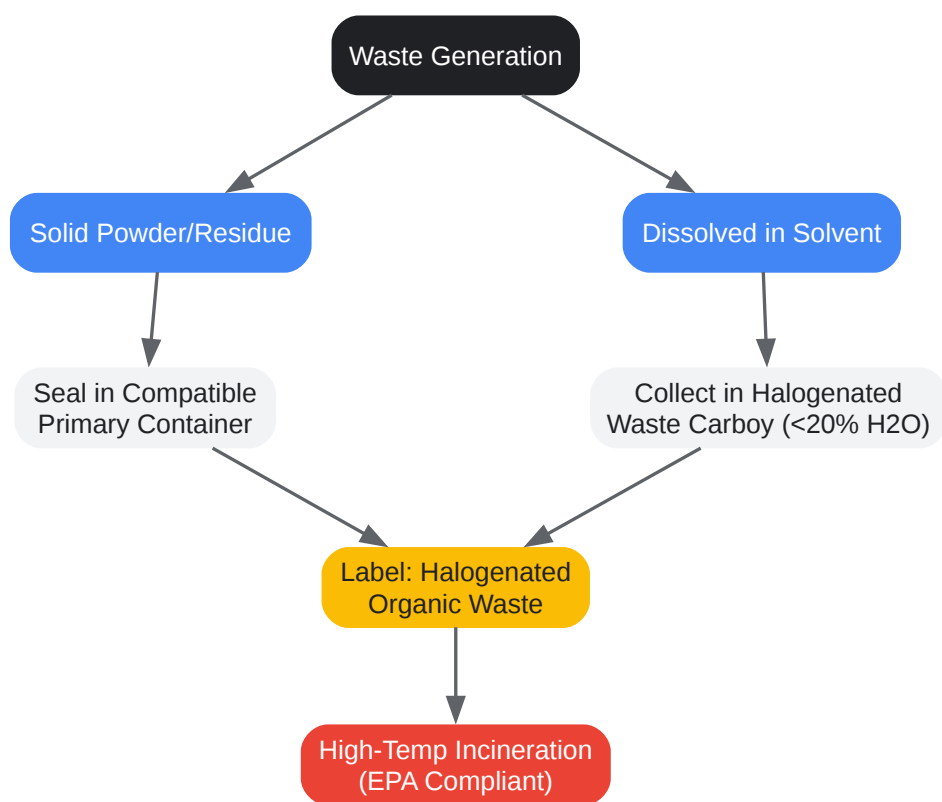 Waste Generation
Solid Powder/Residue
Dissolved in Solvent
Seal in Compatible
Primary Container
Collect in Halogenated
Waste Carboy (<20% H2O)
Label: Halogenated
Organic Waste
High-Temp Incineration
(EPA Compliant)